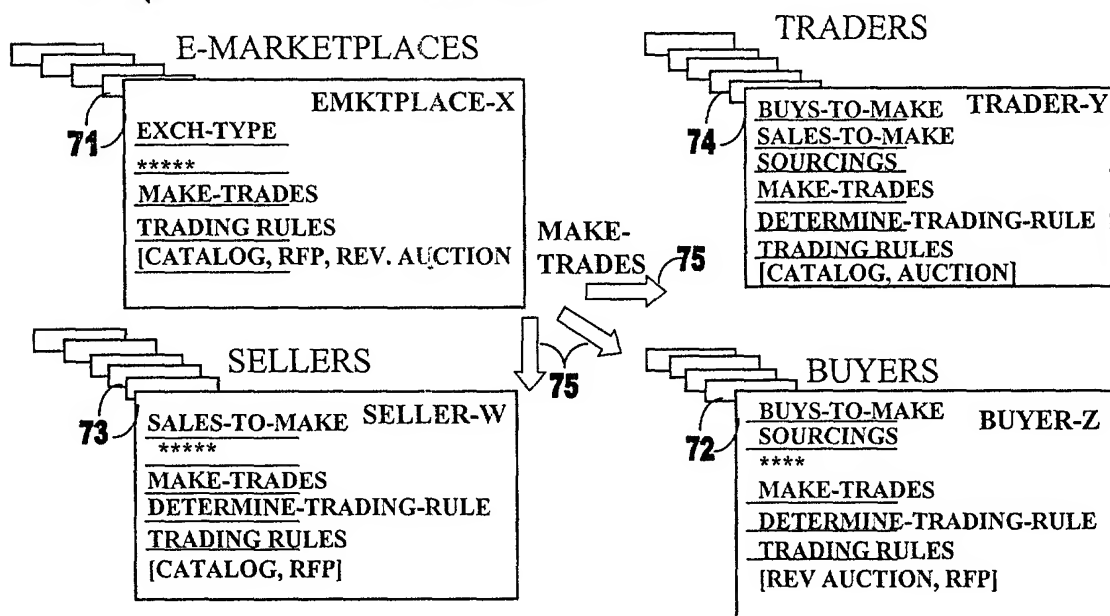 E-MARKETPLACES
71
EMKTPLACE-X
EXCH-TYPE
*****
MAKE-TRADES
TRADING RULES
[CATALOG, RFP, REV. AUCTION
TRADERS
74
BUYS-TO-MAKE TRADER-Y
SALES-TO-MAKE
SOURCINGS
MAKE-TRADES
DETERMINE-TRADING-RULE
TRADING RULES
[CATALOG, AUCTION]
MAKE-
TRADES
75
75
SELLERS
73
SALES-TO-MAKE SELLER-W
*****
MAKE-TRADES
DETERMINE-TRADING-RULE
TRADING RULES
[CATALOG, RFP]
BUYERS
72
BUYS-TO-MAKE BUYER-Z
SOURCINGS
****
MAKE-TRADES
DETERMINE-TRADING-RULE
TRADING RULES
[REV AUCTION, RFP]